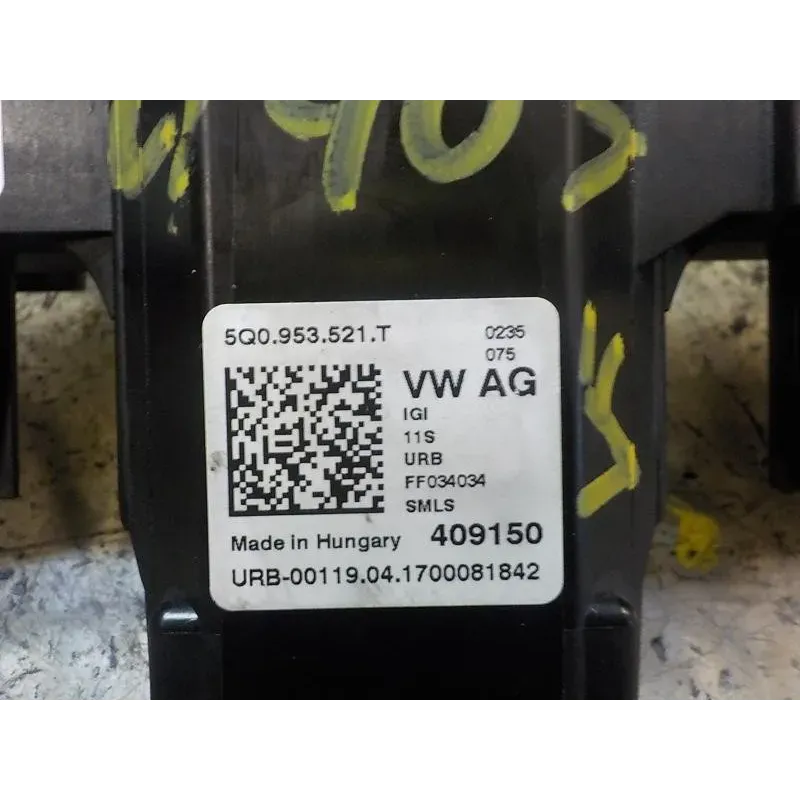 5Q0.953.521.T 0235
075
VW AG
IGI
11S
URB
FF034034
SMLS
Made in Hungary 409150
URB-00119.04.1700081842